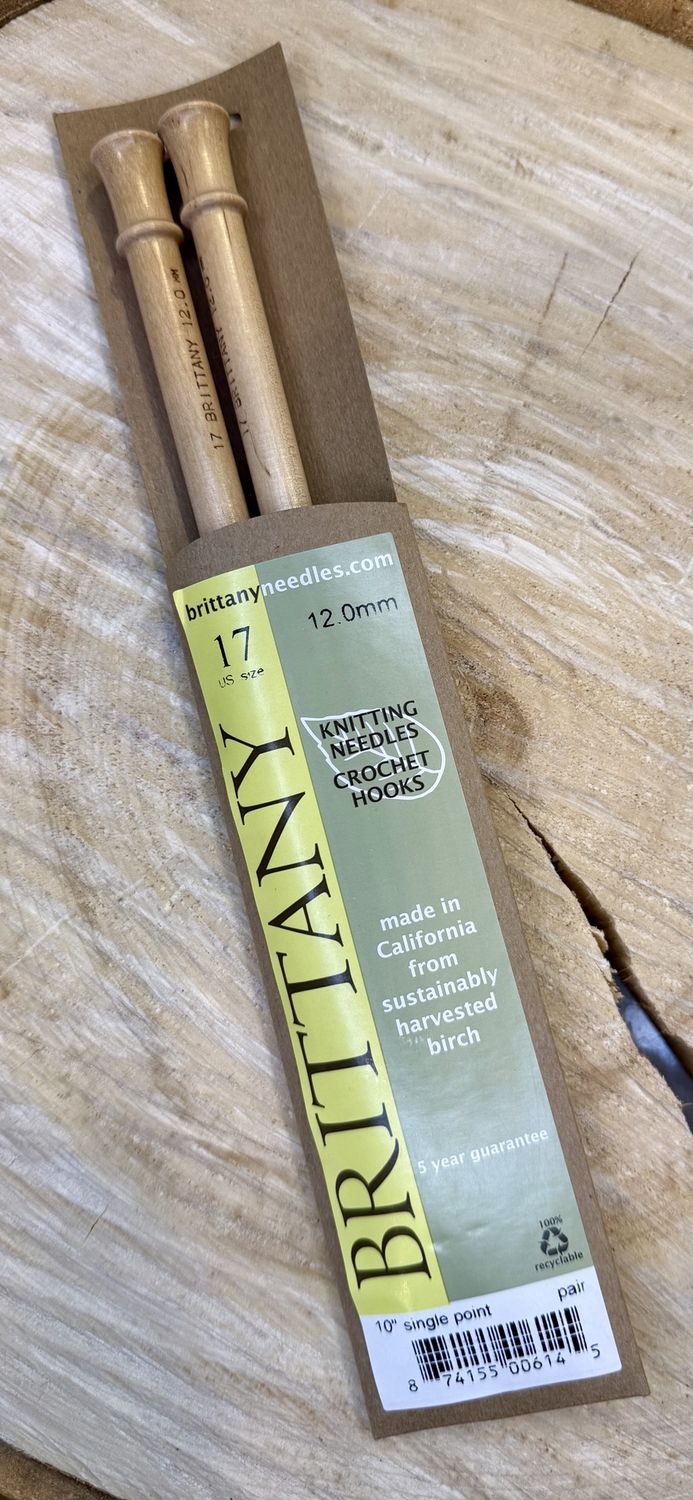 17 BRITTANY 12.0 MM
17 BRITTANY 12.0
brittanyneedles.com
17
US size
12.0mm
BRITTANY
KNITTING
NEEDLES
CROCHET
HOOKS
made in
California
from
sustainably
harvested
birch
5 year guarantee
100%
recyclable
10" single point
pair
8 74155 00614 5